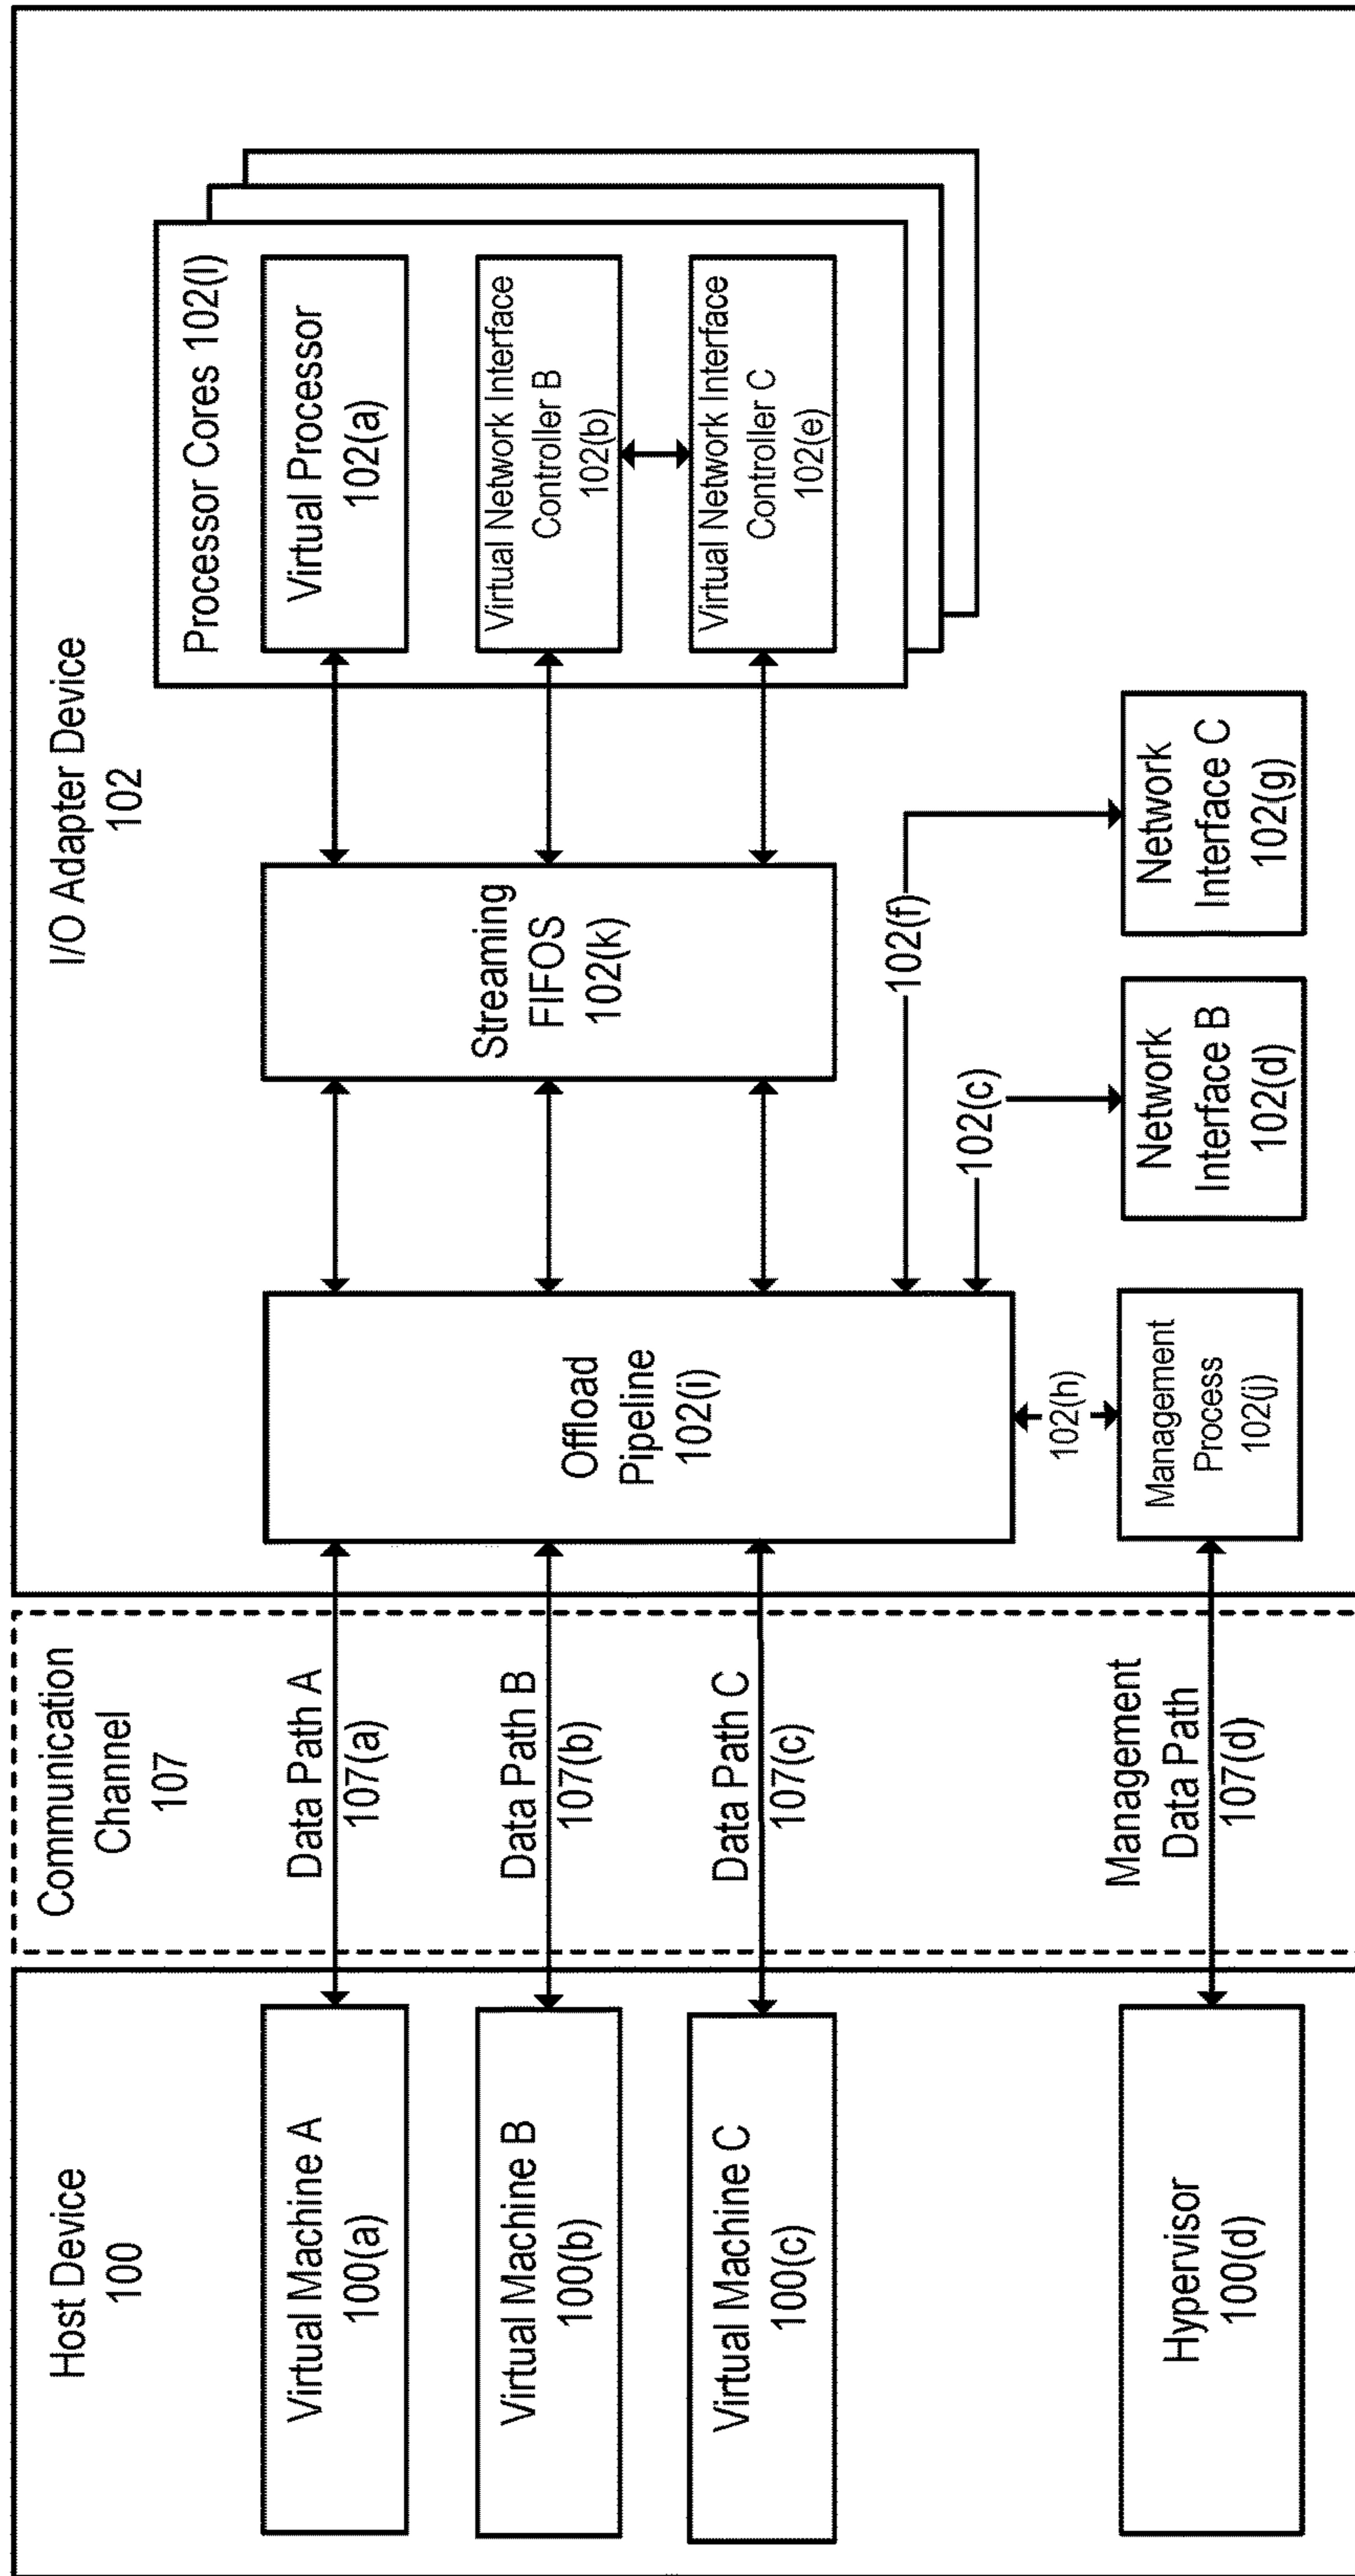 Host Device
100
Virtual Machine A
100(a)
Virtual Machine B
100(b)
Virtual Machine C
100(c)
Hypervisor
100(d)
Communication
Channel
107
Data Path A
107(a)
Data Path B
107(b)
Data Path C
107(c)
Management
Data Path
107(d)
I/O Adapter Device
102
Offload
Pipeline
102(i)
102(h)
Management
Process
102(j)
Streaming
FIFOS
102(k)
102(f)
102(c)
Network
Interface B
102(d)
Network
Interface C
102(g)
Processor Cores 102(l)
Virtual Processor
102(a)
Virtual Network Interface
Controller B
102(b)
Virtual Network Interface
Controller C
102(e)